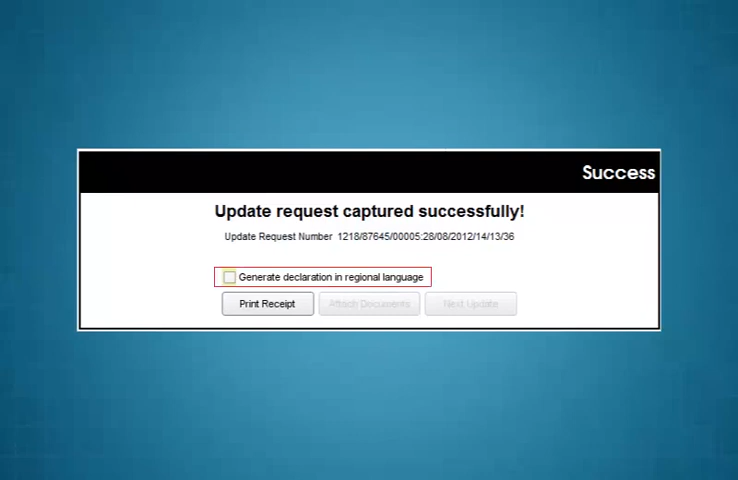 Success
Update request captured successfully!
Update Request Number 1218/87645/00005:28/08/2012/14/13/36
Generate declaration in regional language
Print Receipt Attach Documents Next Update